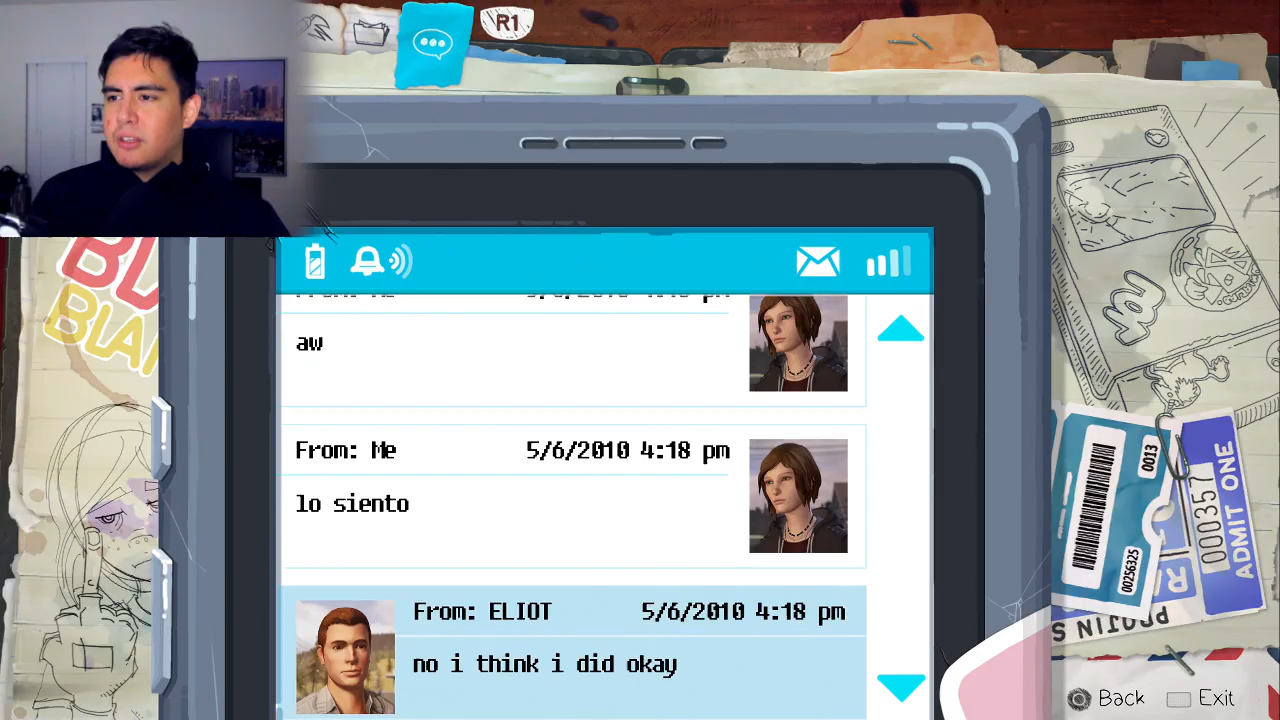 R1
aw
From: Me 5/6/2010 4:18 pm
lo siento
From: ELIOT 5/6/2010 4:18 pm
no i think i did okay
0013
00256325
000357
ADMIT ONE
Back
Exit